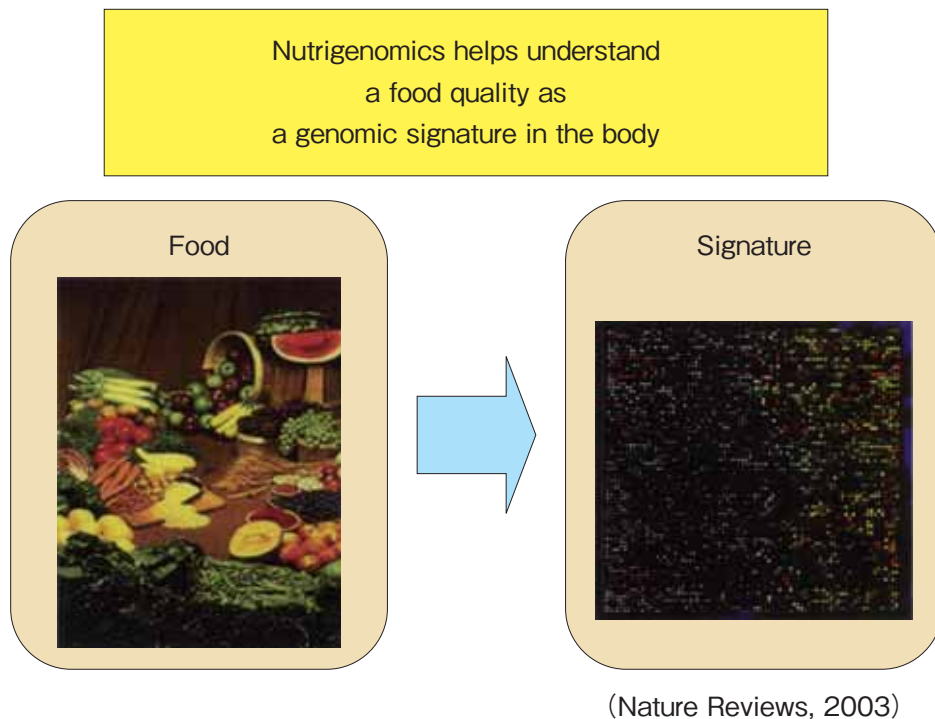 Nutrigenomics helps understand
a food quality as
a genomic signature in the body
Food
Signature
(Nature Reviews, 2003)